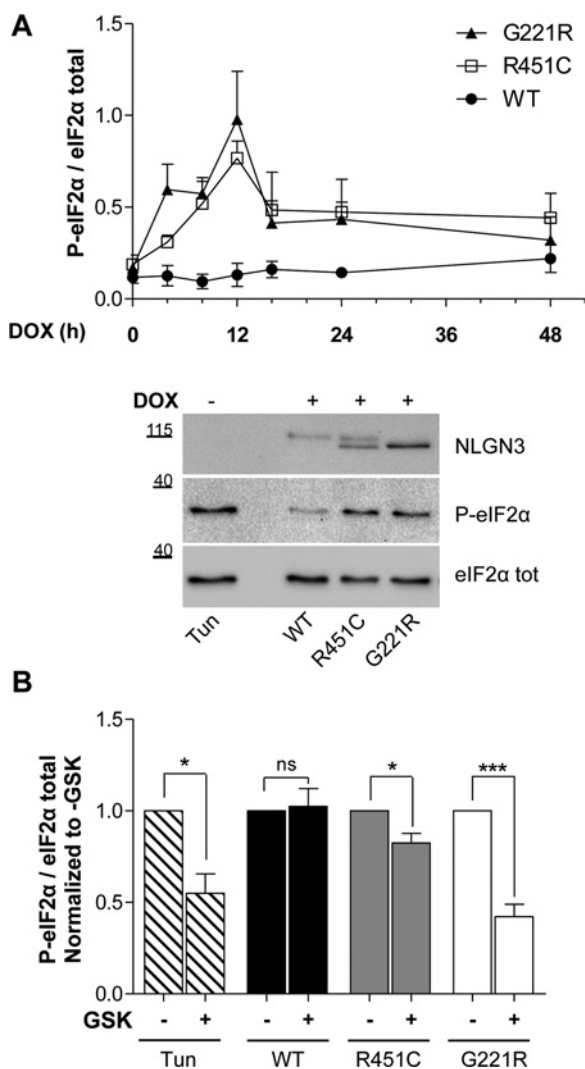 A
P-eIF2α / eIF2α total
1.5
1.0
0.5
0.0
G221R
R451C
WT
DOX (h) 0 12 24 36 48
DOX - + + +
115 NLGN3
40 P-eIF2α
40 eIF2α tot
Tun WT R451C G221R
B
P-eIF2α / eIF2α total
Normalized to -GSK
1.5
1.0
0.5
0.0
* ns * ***
GSK - + - + - + - +
Tun WT R451C G221R